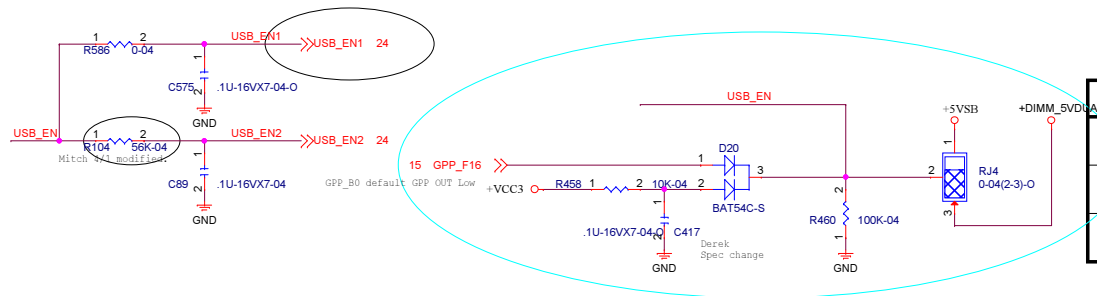 1 2 USB_EN1 USB_EN1 24
R586 0-04
1
C575 .1U-16VX7-04-O
2
GND
USB_EN 1 2 USB_EN2 USB_EN2 24
R104 56K-04
Mitch 4/1 modified.
1
C89 .1U-16VX7-04
2
GND
USB_EN
+5VSB +DIMM_5VDUA
D20
15 GPP_F16 1
GPP_B0 default GPP OUT Low
+VCC3 R458 1 2 10K-04 2
3
BAT54C-S
1
2
.1U-16VX7-04-O C417
GND
Derek
Spec change
2
R460 100K-04
1
GND
1
2 RJ4
0-04(2-3)-O
3